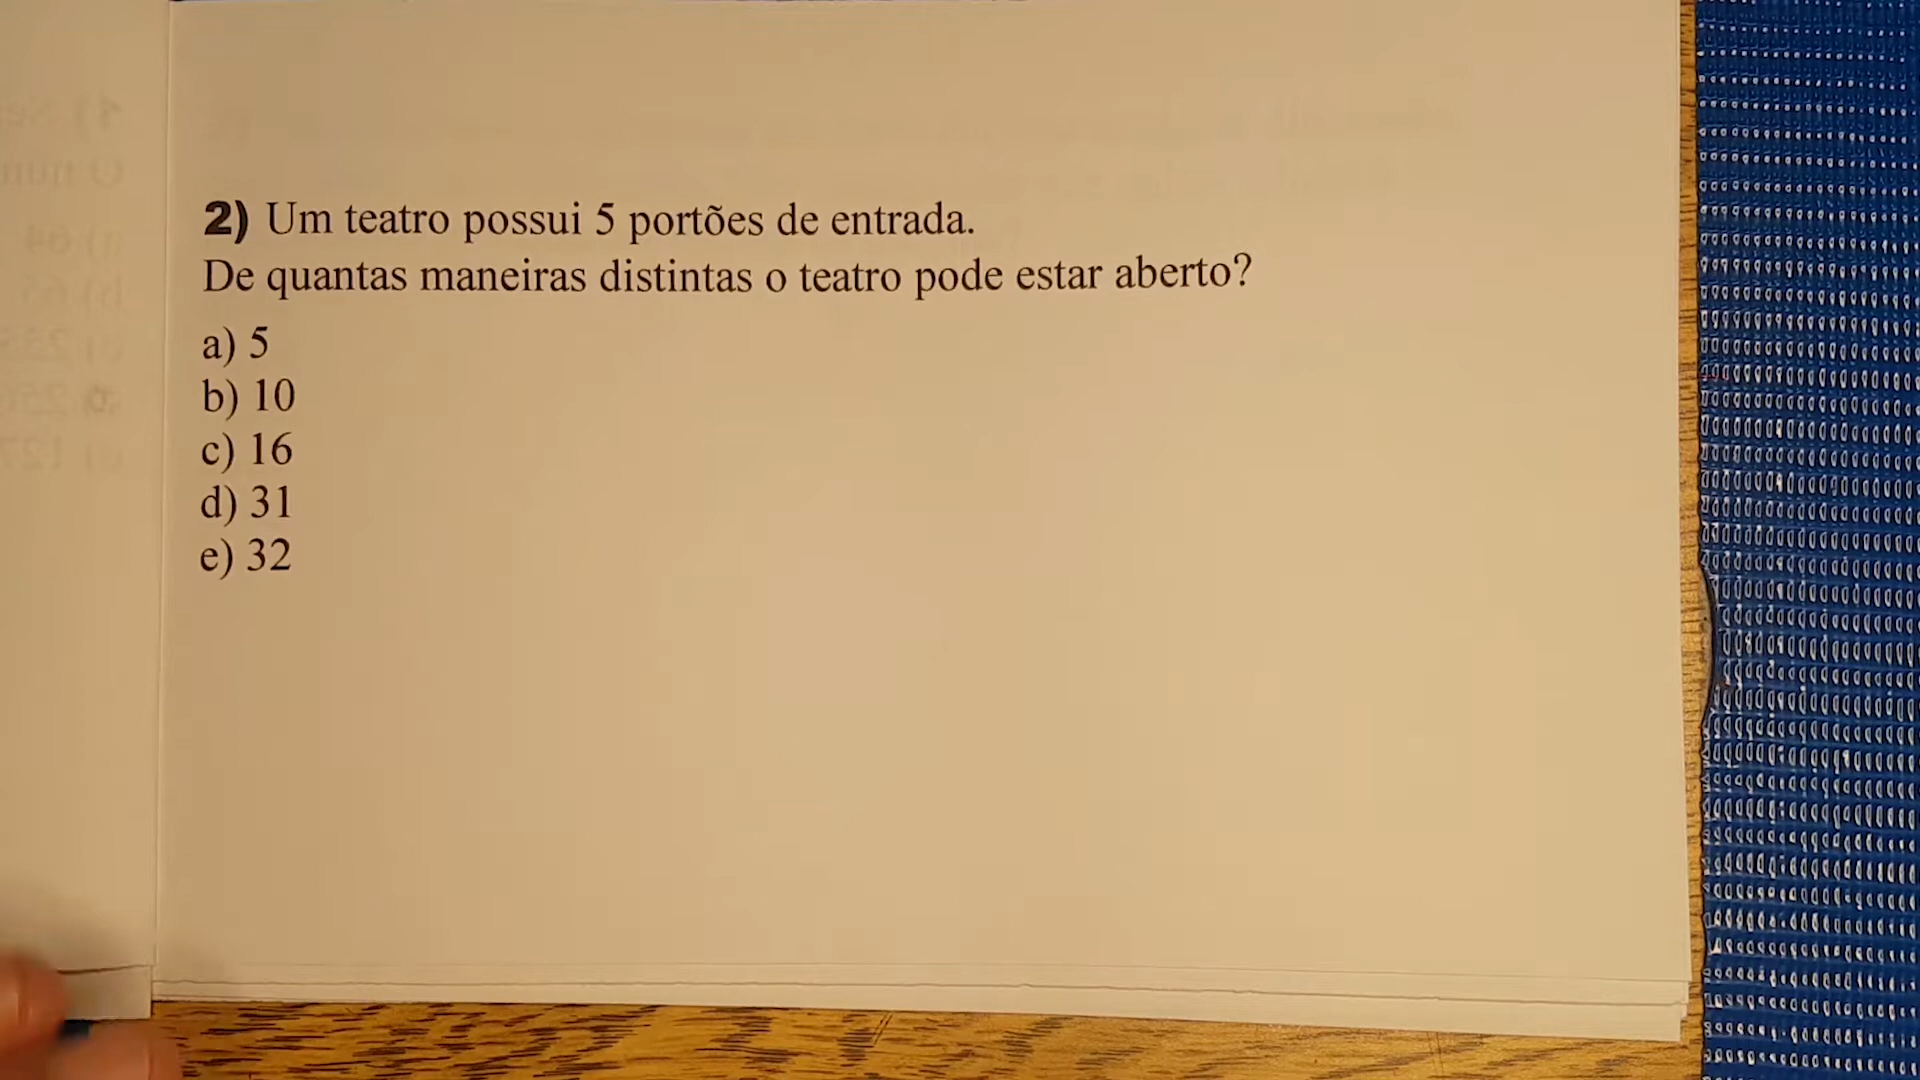 2) Um teatro possui 5 portões de entrada.
De quantas maneiras distintas o teatro pode estar aberto?
a) 5
b) 10
c) 16
d) 31
e) 32